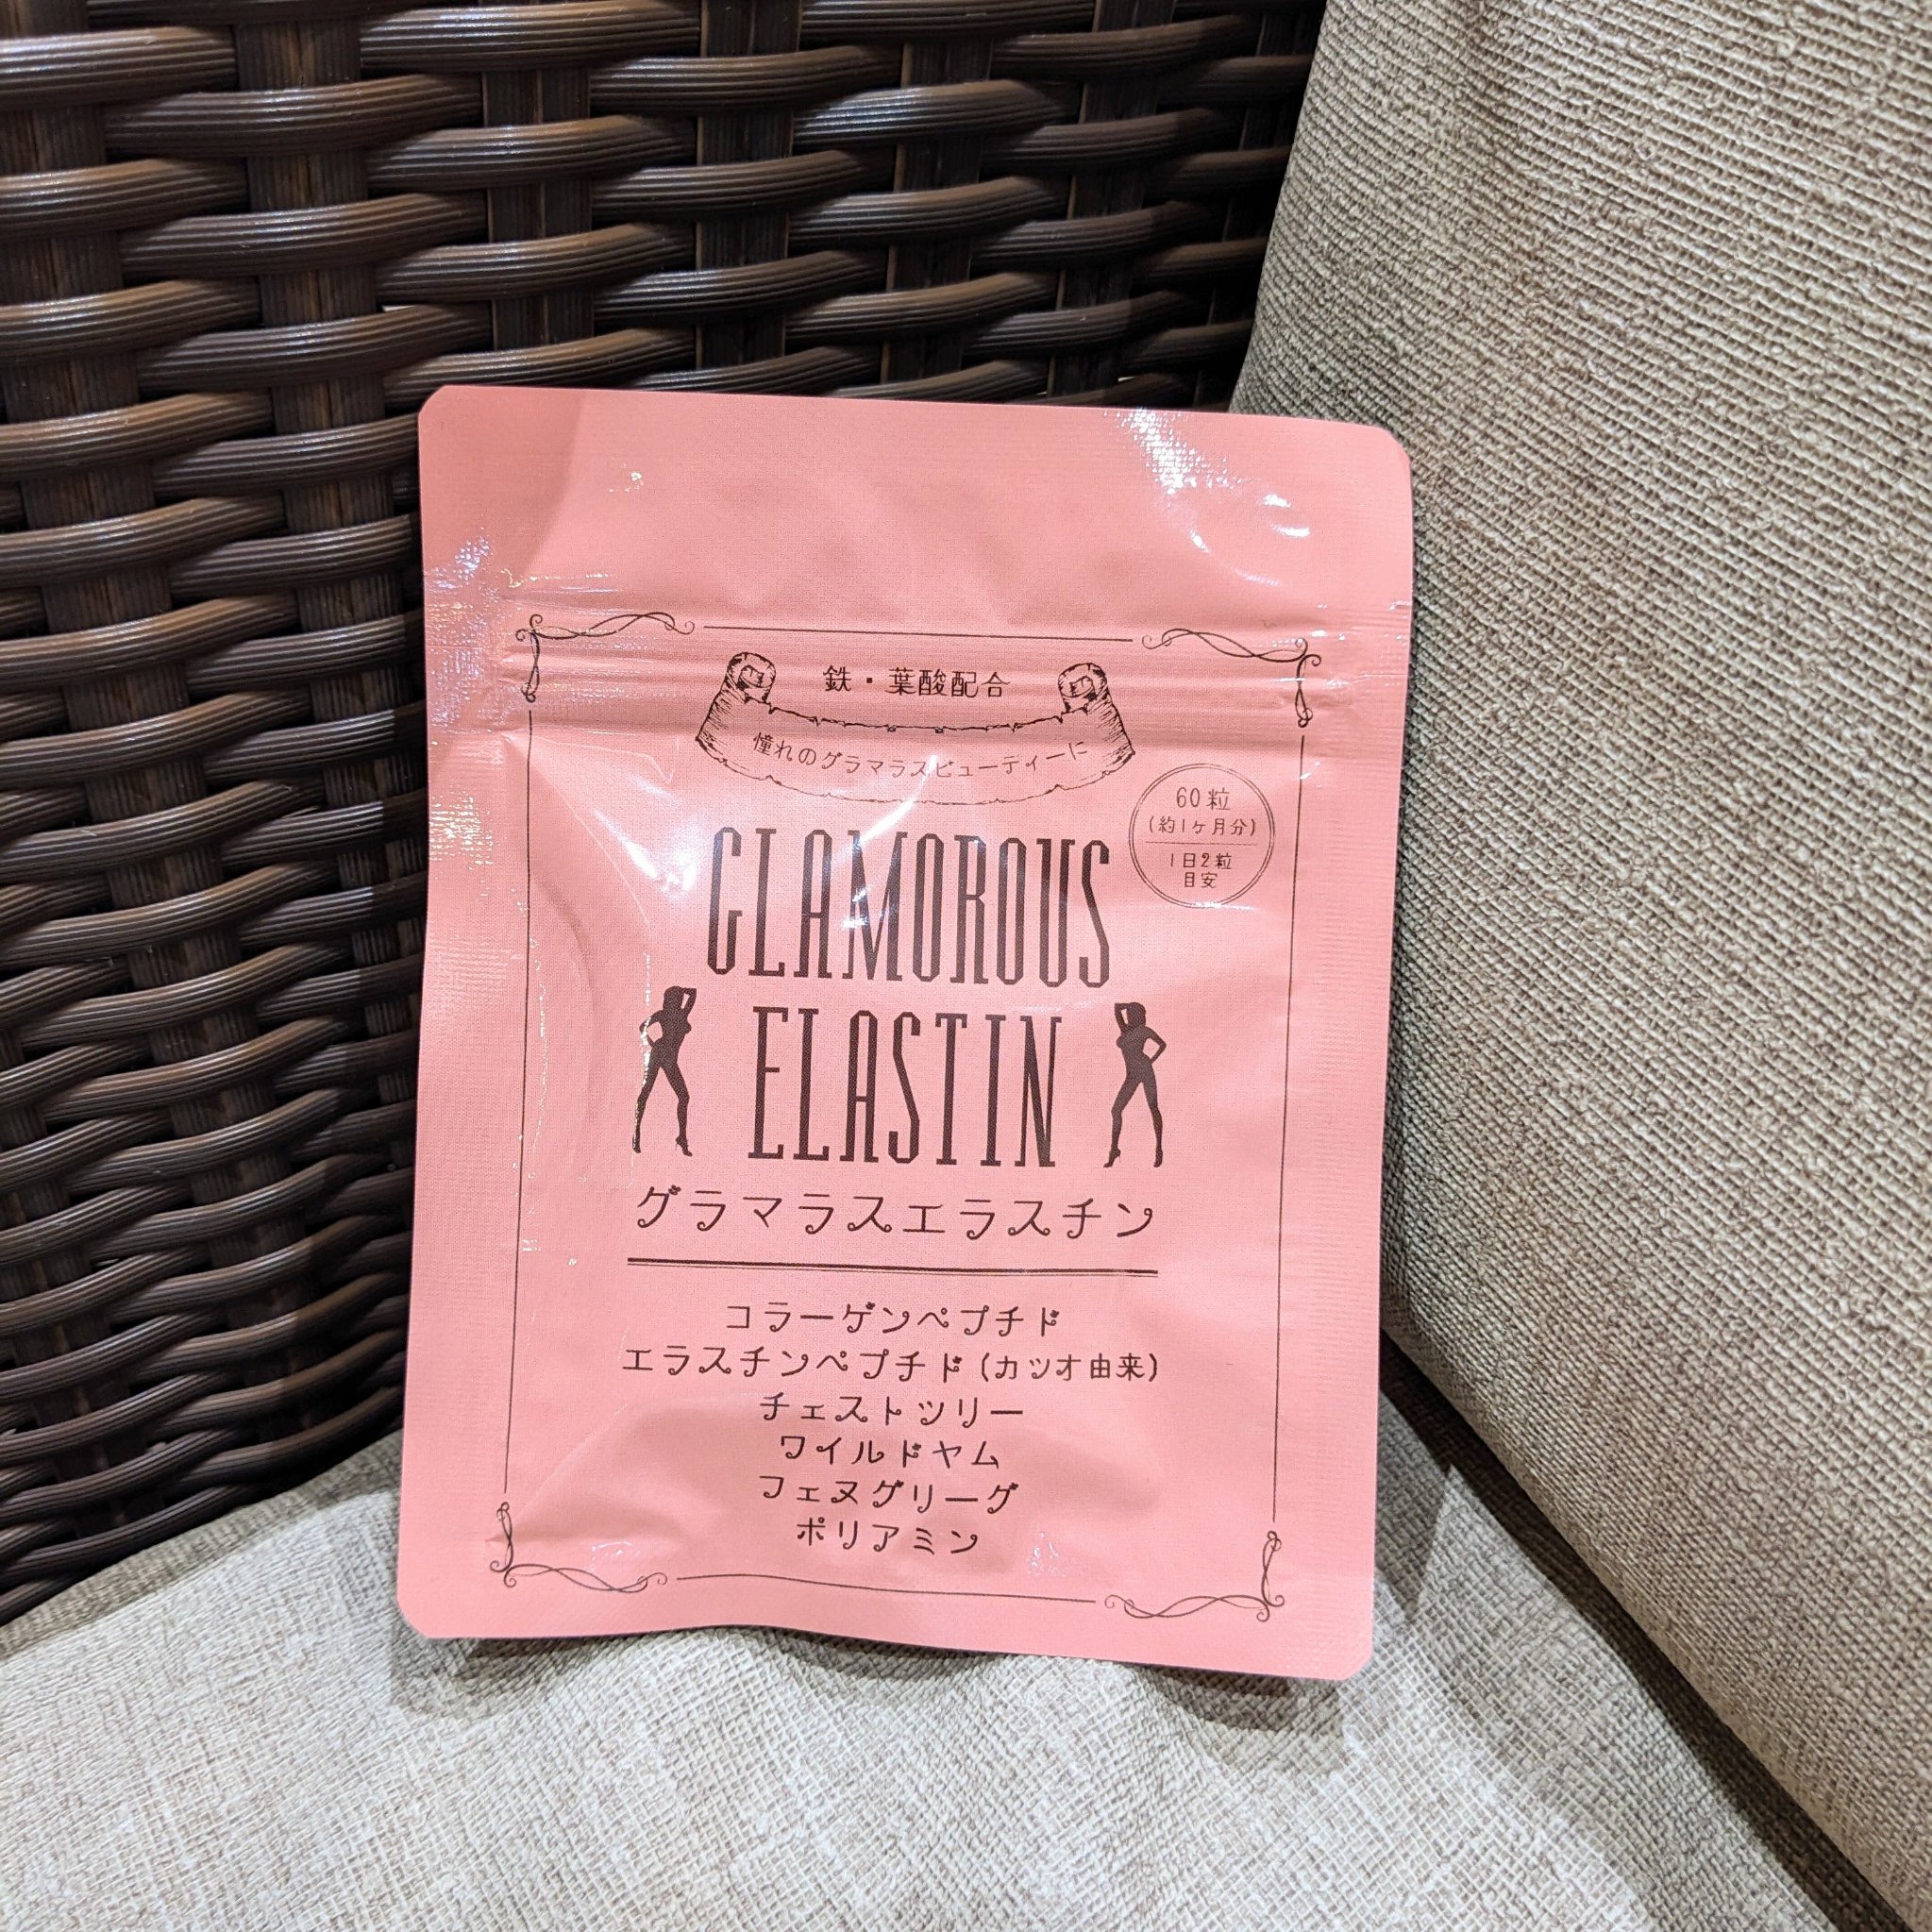 鉄・葉酸配合
憧れのグラマラスビューティーに
60粒
(約1ヶ月分)
1日2粒
目安
GLAMOROUS
ELASTIN
グラマラスエラスチン
コラーゲンペプチド
エラスチンペプチド(カツオ由来)
チェストツリー
ワイルドヤム
フェヌグリーグ
ポリアミン